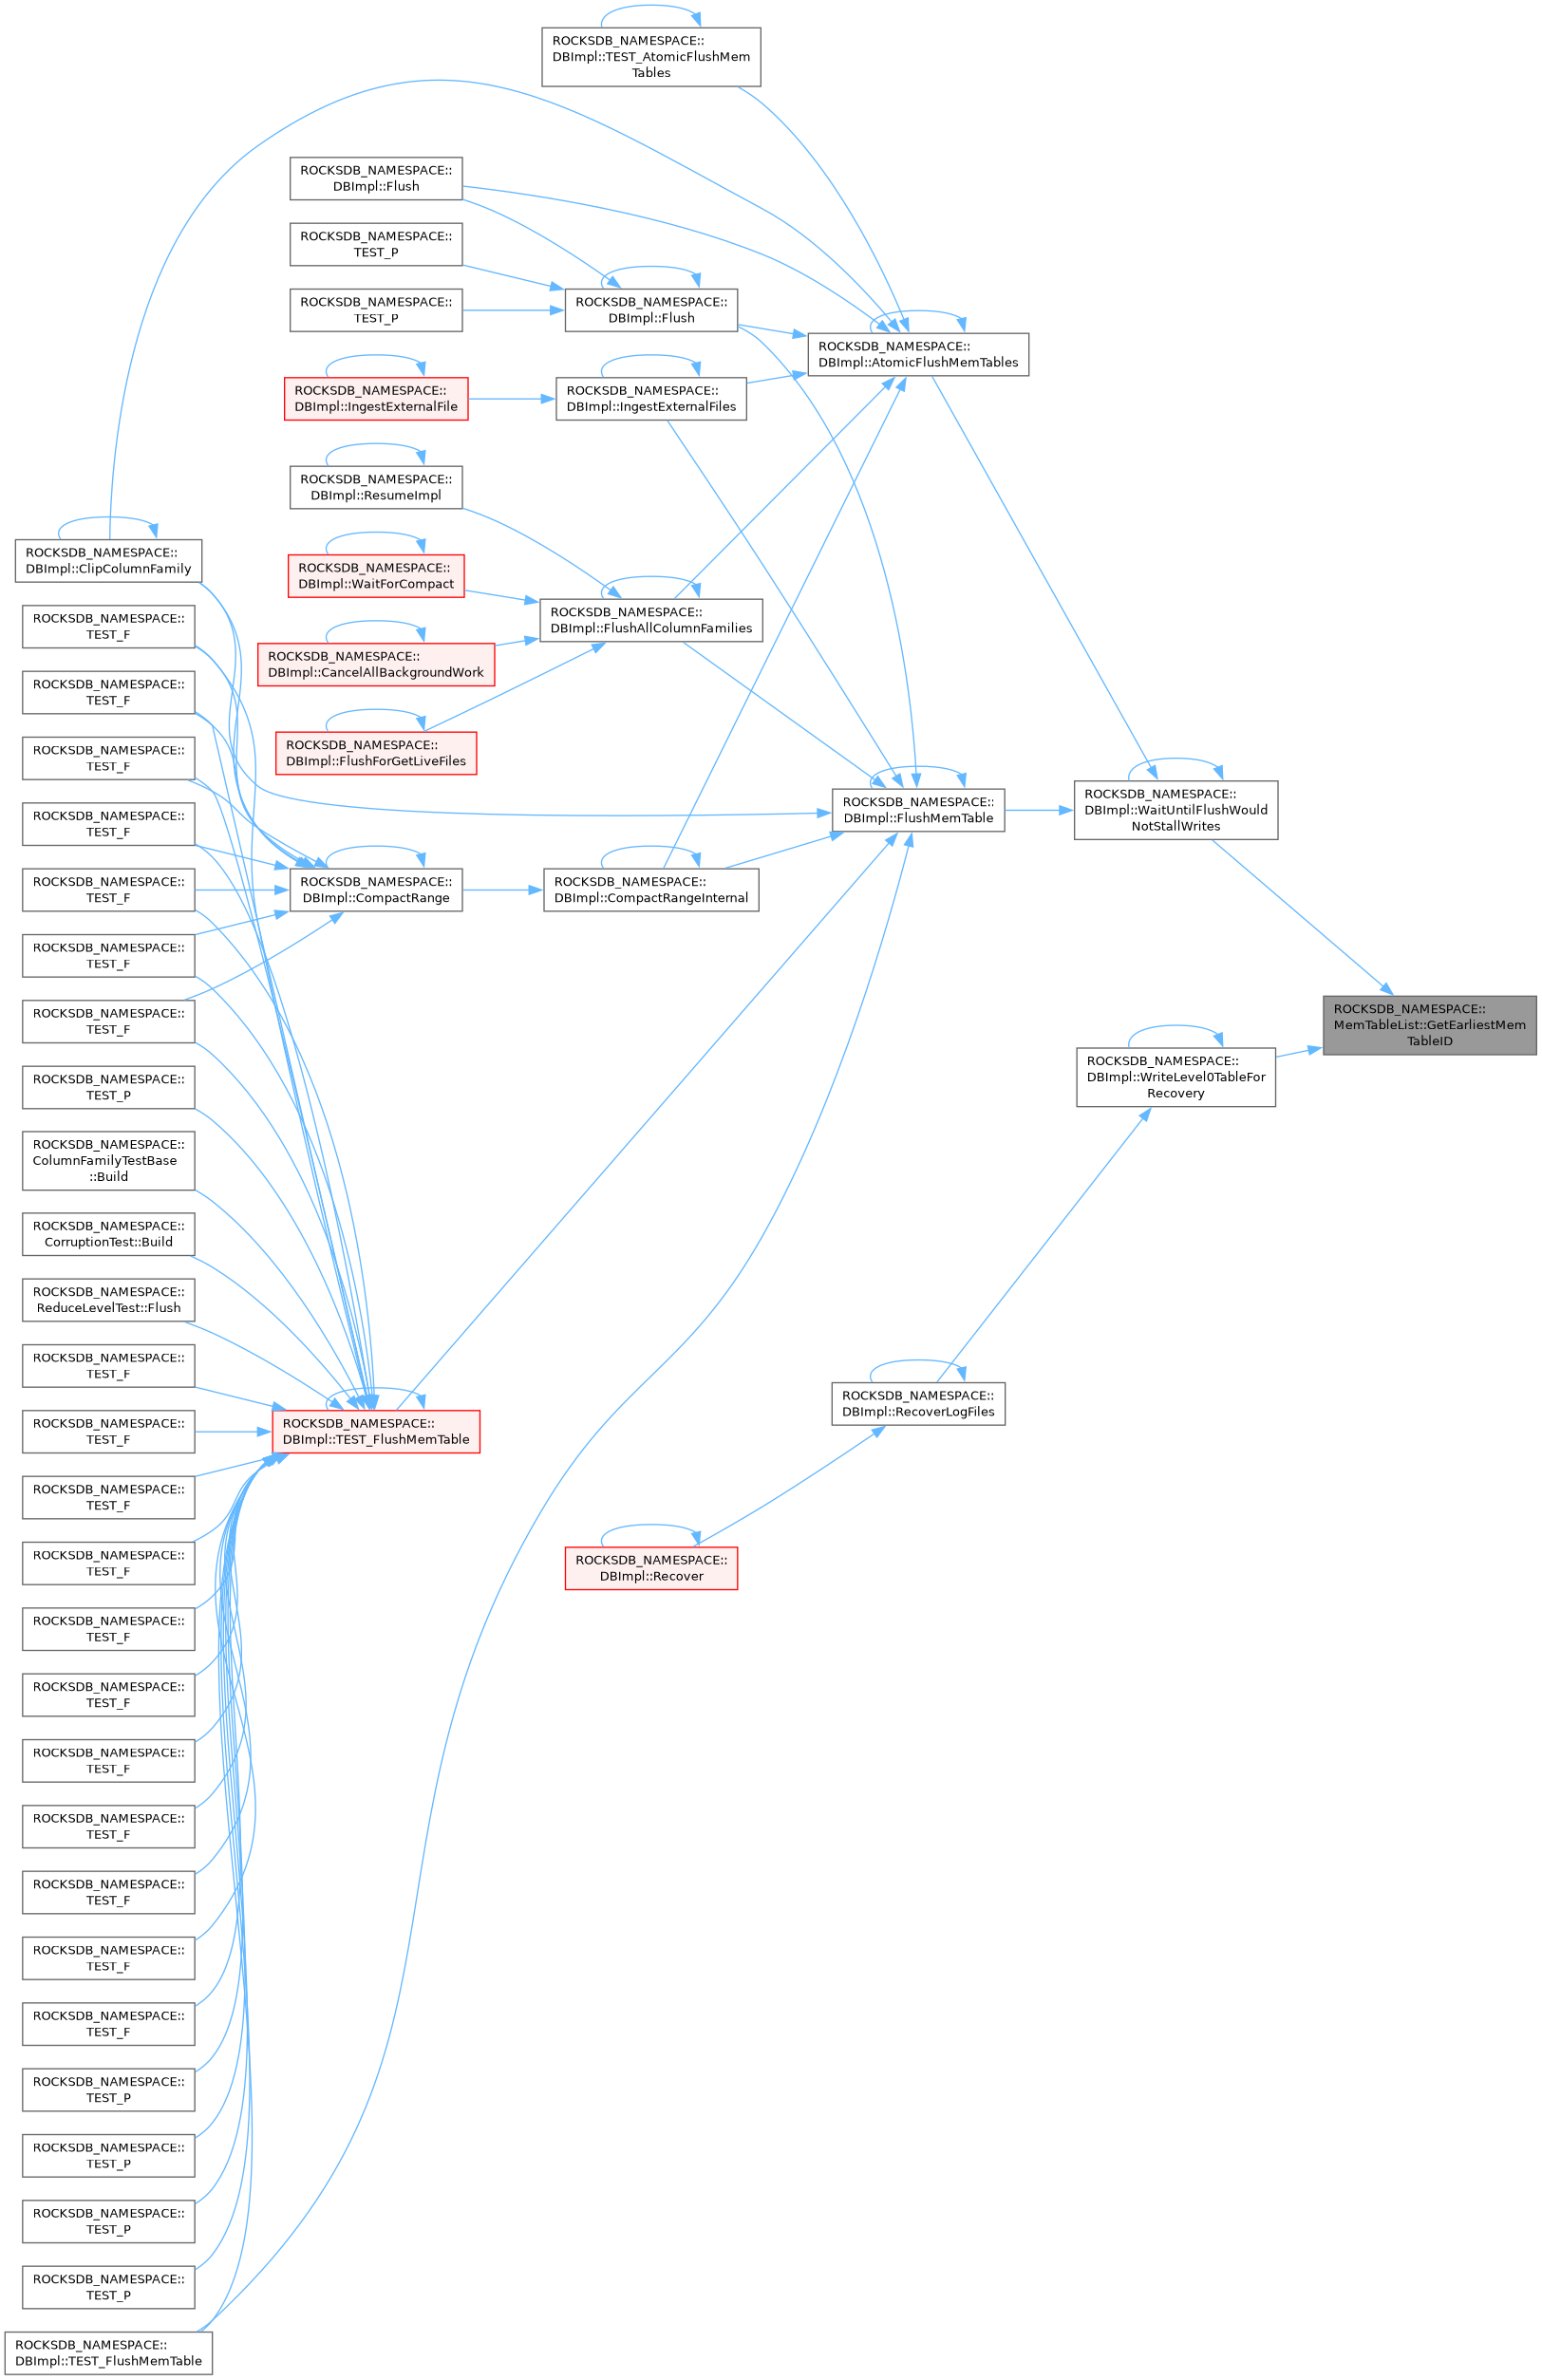 ROCKSDB_NAMESPACE::
DBImpl::TEST_AtomicFlushMem
Tables
ROCKSDB_NAMESPACE::
DBImpl::Flush
ROCKSDB_NAMESPACE::
TEST_P
ROCKSDB_NAMESPACE::
TEST_P
ROCKSDB_NAMESPACE::
DBImpl::Flush
ROCKSDB_NAMESPACE::
DBImpl::AtomicFlushMemTables
ROCKSDB_NAMESPACE::
DBImpl::IngestExternalFile
ROCKSDB_NAMESPACE::
DBImpl::IngestExternalFiles
ROCKSDB_NAMESPACE::
DBImpl::ResumeImpl
ROCKSDB_NAMESPACE::
DBImpl::ClipColumnFamily
ROCKSDB_NAMESPACE::
DBImpl::WaitForCompact
ROCKSDB_NAMESPACE::
DBImpl::FlushAllColumnFamilies
ROCKSDB_NAMESPACE::
TEST_F
ROCKSDB_NAMESPACE::
DBImpl::CancelAllBackgroundWork
ROCKSDB_NAMESPACE::
TEST_F
ROCKSDB_NAMESPACE::
DBImpl::FlushForGetLiveFiles
ROCKSDB_NAMESPACE::
TEST_F
ROCKSDB_NAMESPACE::
DBImpl::FlushMemTable
ROCKSDB_NAMESPACE::
DBImpl::WaitUntilFlushWould
NotStallWrites
ROCKSDB_NAMESPACE::
TEST_F
ROCKSDB_NAMESPACE::
TEST_F
ROCKSDB_NAMESPACE::
DBImpl::CompactRange
ROCKSDB_NAMESPACE::
DBImpl::CompactRangeInternal
ROCKSDB_NAMESPACE::
TEST_F
ROCKSDB_NAMESPACE::
TEST_F
ROCKSDB_NAMESPACE::
MemTableList::GetEarliestMem
TableID
ROCKSDB_NAMESPACE::
DBImpl::WriteLevel0TableFor
Recovery
ROCKSDB_NAMESPACE::
TEST_P
ROCKSDB_NAMESPACE::
ColumnFamilyTestBase
::Build
ROCKSDB_NAMESPACE::
CorruptionTest::Build
ROCKSDB_NAMESPACE::
ReduceLevelTest::Flush
ROCKSDB_NAMESPACE::
TEST_F
ROCKSDB_NAMESPACE::
DBImpl::RecoverLogFiles
ROCKSDB_NAMESPACE::
TEST_F
ROCKSDB_NAMESPACE::
DBImpl::TEST_FlushMemTable
ROCKSDB_NAMESPACE::
TEST_F
ROCKSDB_NAMESPACE::
TEST_F
ROCKSDB_NAMESPACE::
DBImpl::Recover
ROCKSDB_NAMESPACE::
TEST_F
ROCKSDB_NAMESPACE::
TEST_F
ROCKSDB_NAMESPACE::
TEST_F
ROCKSDB_NAMESPACE::
TEST_F
ROCKSDB_NAMESPACE::
TEST_F
ROCKSDB_NAMESPACE::
TEST_F
ROCKSDB_NAMESPACE::
TEST_F
ROCKSDB_NAMESPACE::
TEST_P
ROCKSDB_NAMESPACE::
TEST_P
ROCKSDB_NAMESPACE::
TEST_P
ROCKSDB_NAMESPACE::
TEST_P
ROCKSDB_NAMESPACE::
DBImpl::TEST_FlushMemTable